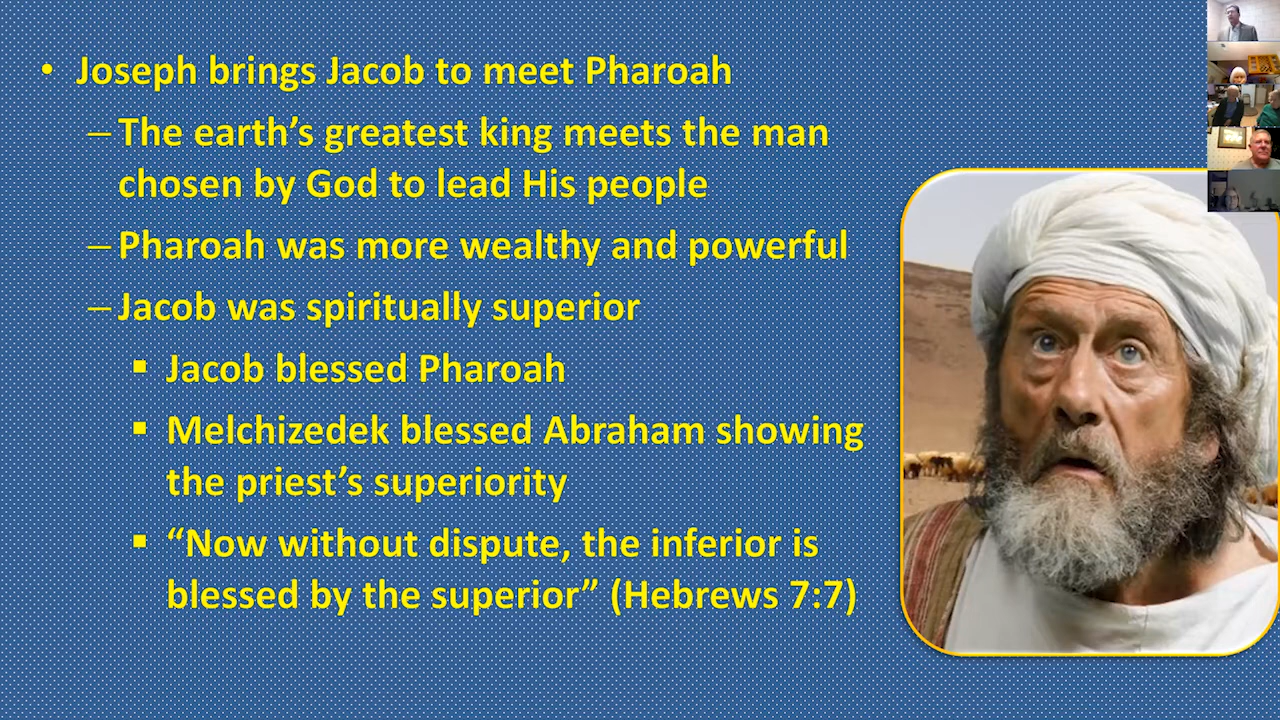 • Joseph brings Jacob to meet Pharoah
– The earth’s greatest king meets the man
chosen by God to lead His people
– Pharoah was more wealthy and powerful
– Jacob was spiritually superior
▪ Jacob blessed Pharoah
▪ Melchizedek blessed Abraham showing
the priest’s superiority
▪ “Now without dispute, the inferior is
blessed by the superior” (Hebrews 7:7)